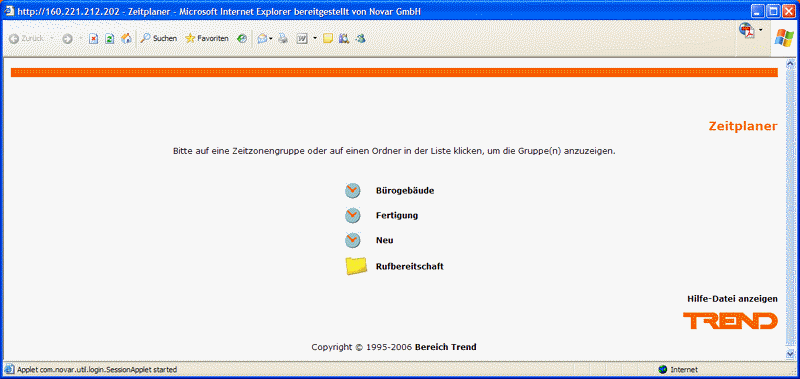 http://160.221.212.202 - Zeitplaner - Microsoft Internet Explorer bereitgestellt von Novar GmbH
Zurück Suchen Favoriten
Zeitplaner
Bitte auf eine Zeitzonengruppe oder auf einen Ordner in der Liste klicken, um die Gruppe(n) anzuzeigen.
Bürogebäude
Fertigung
Neu
Rufbereitschaft
Hilfe-Datei anzeigen
TREND
Copyright © 1995-2006 Bereich Trend
Applet com.novar.util.login.SessionApplet started Internet